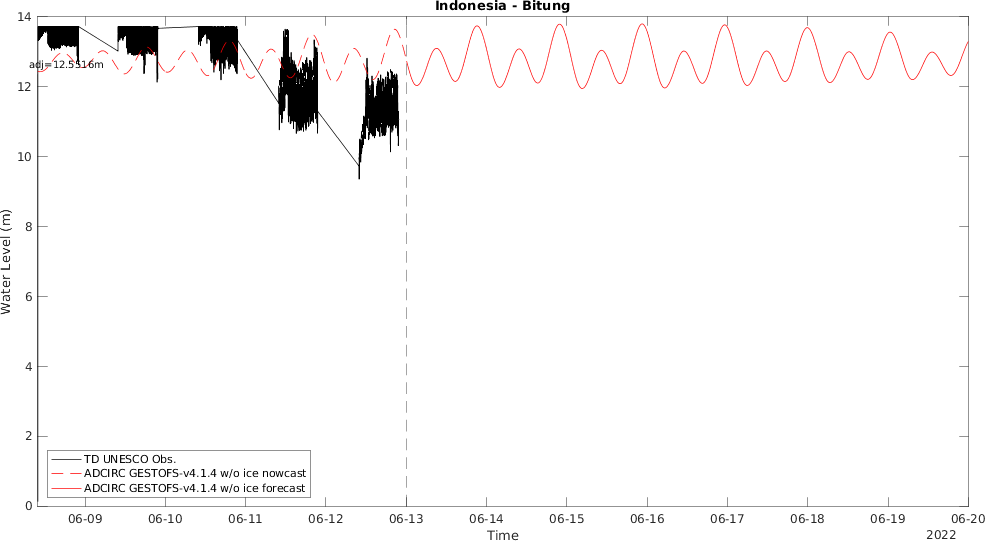 Indonesia - Bitung
14
12
10
8
6
4
2
0
Water Level (m)
adj=12.5516m
TD UNESCO Obs.
ADCIRC GESTOFS-v4.1.4 w/o ice nowcast
ADCIRC GESTOFS-v4.1.4 w/o ice forecast
06-09 06-10 06-11 06-12 06-13 06-14 06-15 06-16 06-17 06-18 06-19 06-20
Time
2022